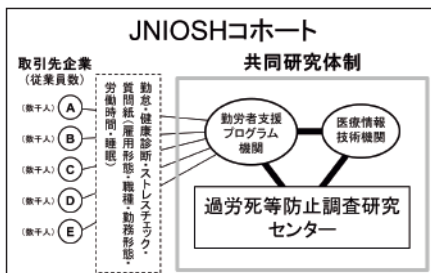 JNIOSHコホート
取引先企業
(従業員数)
(数千人) A
(数千人) B
(数千人) C
(数千人) D
(数千人) E
勤怠・健康診断・ストレスチェック・
質問紙(雇用形態・職種・勤務形態・
労働時間・睡眠)
共同研究体制
勤労者支援
プログラム
機関
医療情報
技術機関
過労死等防止調査研究
センター